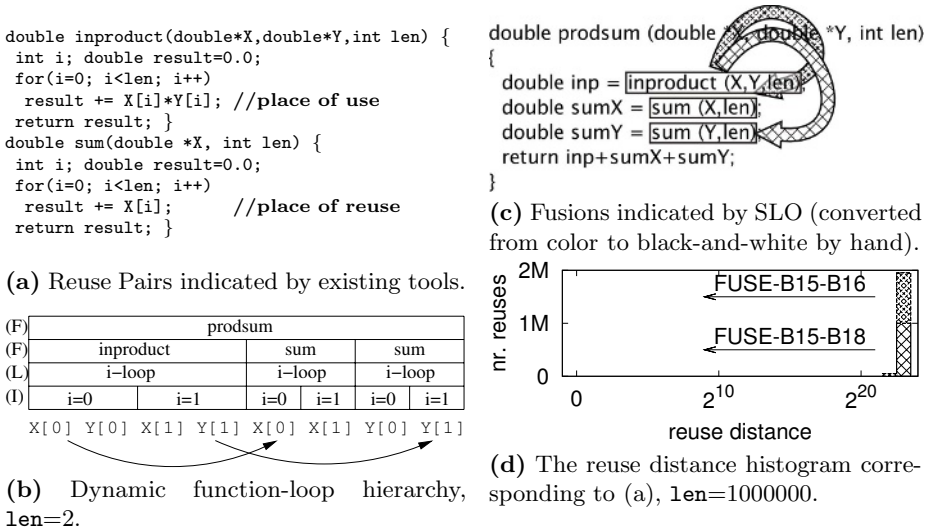 double inproduct(double*X,double*Y,int len) {
int i; double result=0.0;
for(i=0; i<len; i++)
result += X[i]*Y[i]; //place of use
return result; }
double sum(double *X, int len) {
int i; double result=0.0;
for(i=0; i<len; i++)
result += X[i]; //place of reuse
return result; }
(a) Reuse Pairs indicated by existing tools.
(F) prodsum
(F) inproduct sum sum
(L) i−loop i−loop i−loop
(I) i=0 i=1 i=0 i=1 i=0 i=1
X[0] Y[0] X[1] Y[1] X[0] X[1] Y[0] Y[1]
(b) Dynamic function-loop hierarchy,
len=2.
double prodsum (double *X, double *Y, int len)
{
double inp = inproduct (X,Y,len);
double sumX = sum (X,len);
double sumY = sum (Y,len);
return inp+sumX+sumY;
}
(c) Fusions indicated by SLO (converted
from color to black-and-white by hand).
2M
FUSE-B15-B16
1M
FUSE-B15-B18
0
nr. reuses
0 2^10 2^20
reuse distance
(d) The reuse distance histogram corre-
sponding to (a), len=1000000.